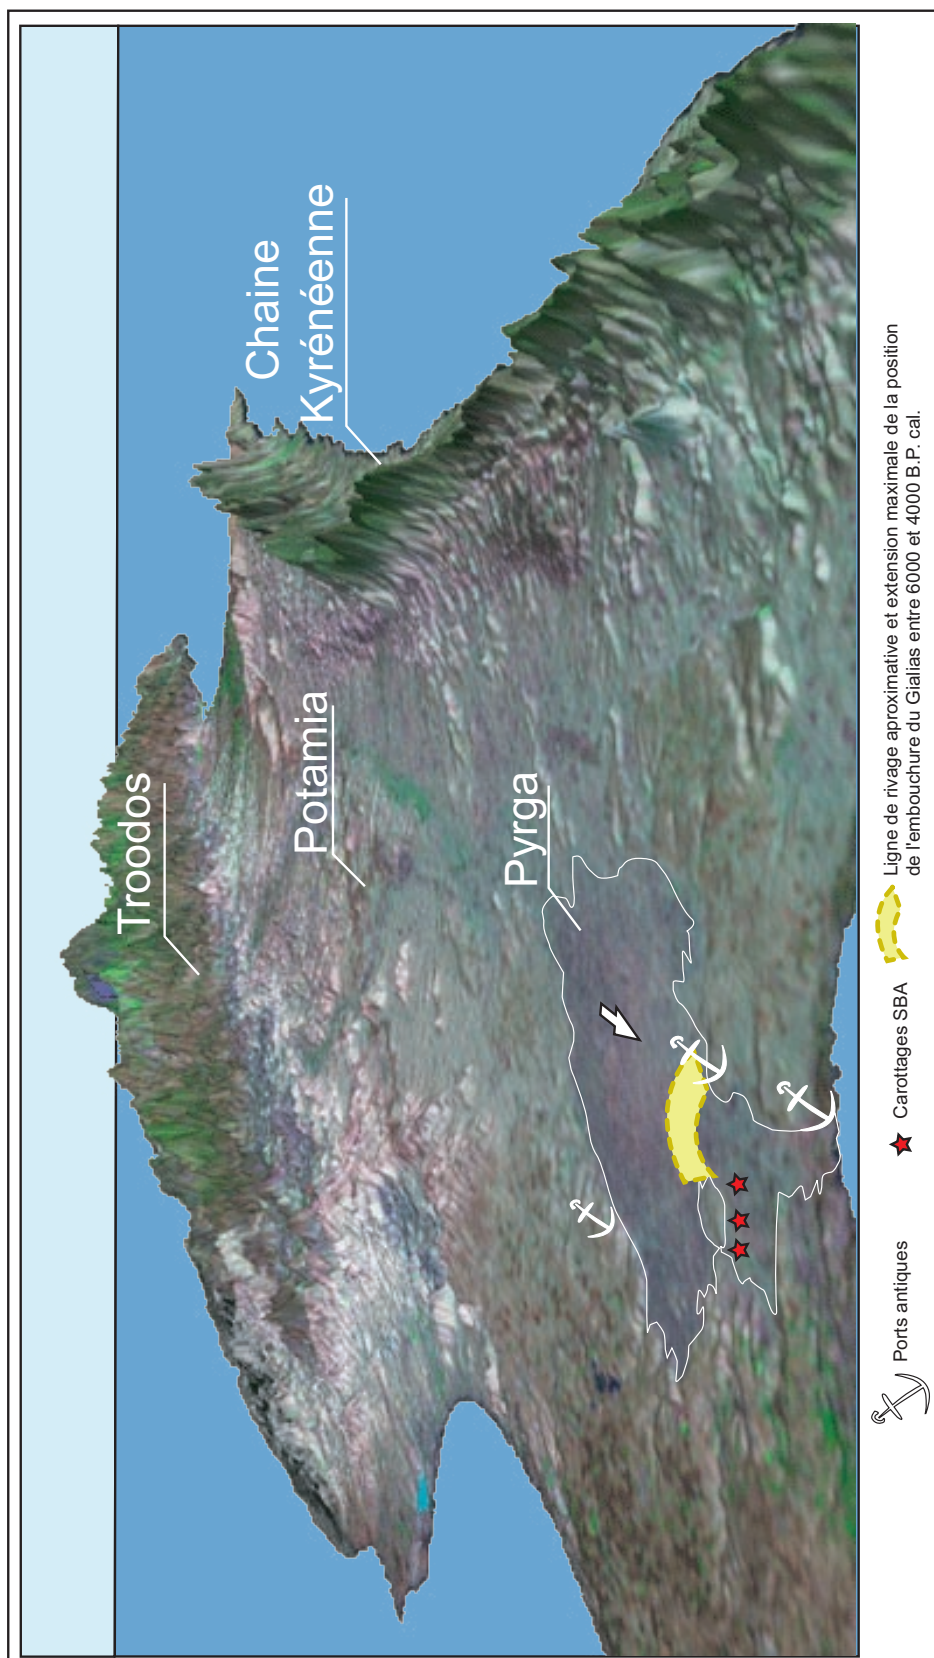 Troodos
Potamia
Pyrga
Chaine
Kyrénéenne
Ports antiques
Carottages SBA
Ligne de rivage aproximative et extension maximale de la position
de l'embouchure du Gialias entre 6000 et 4000 B.P. cal.